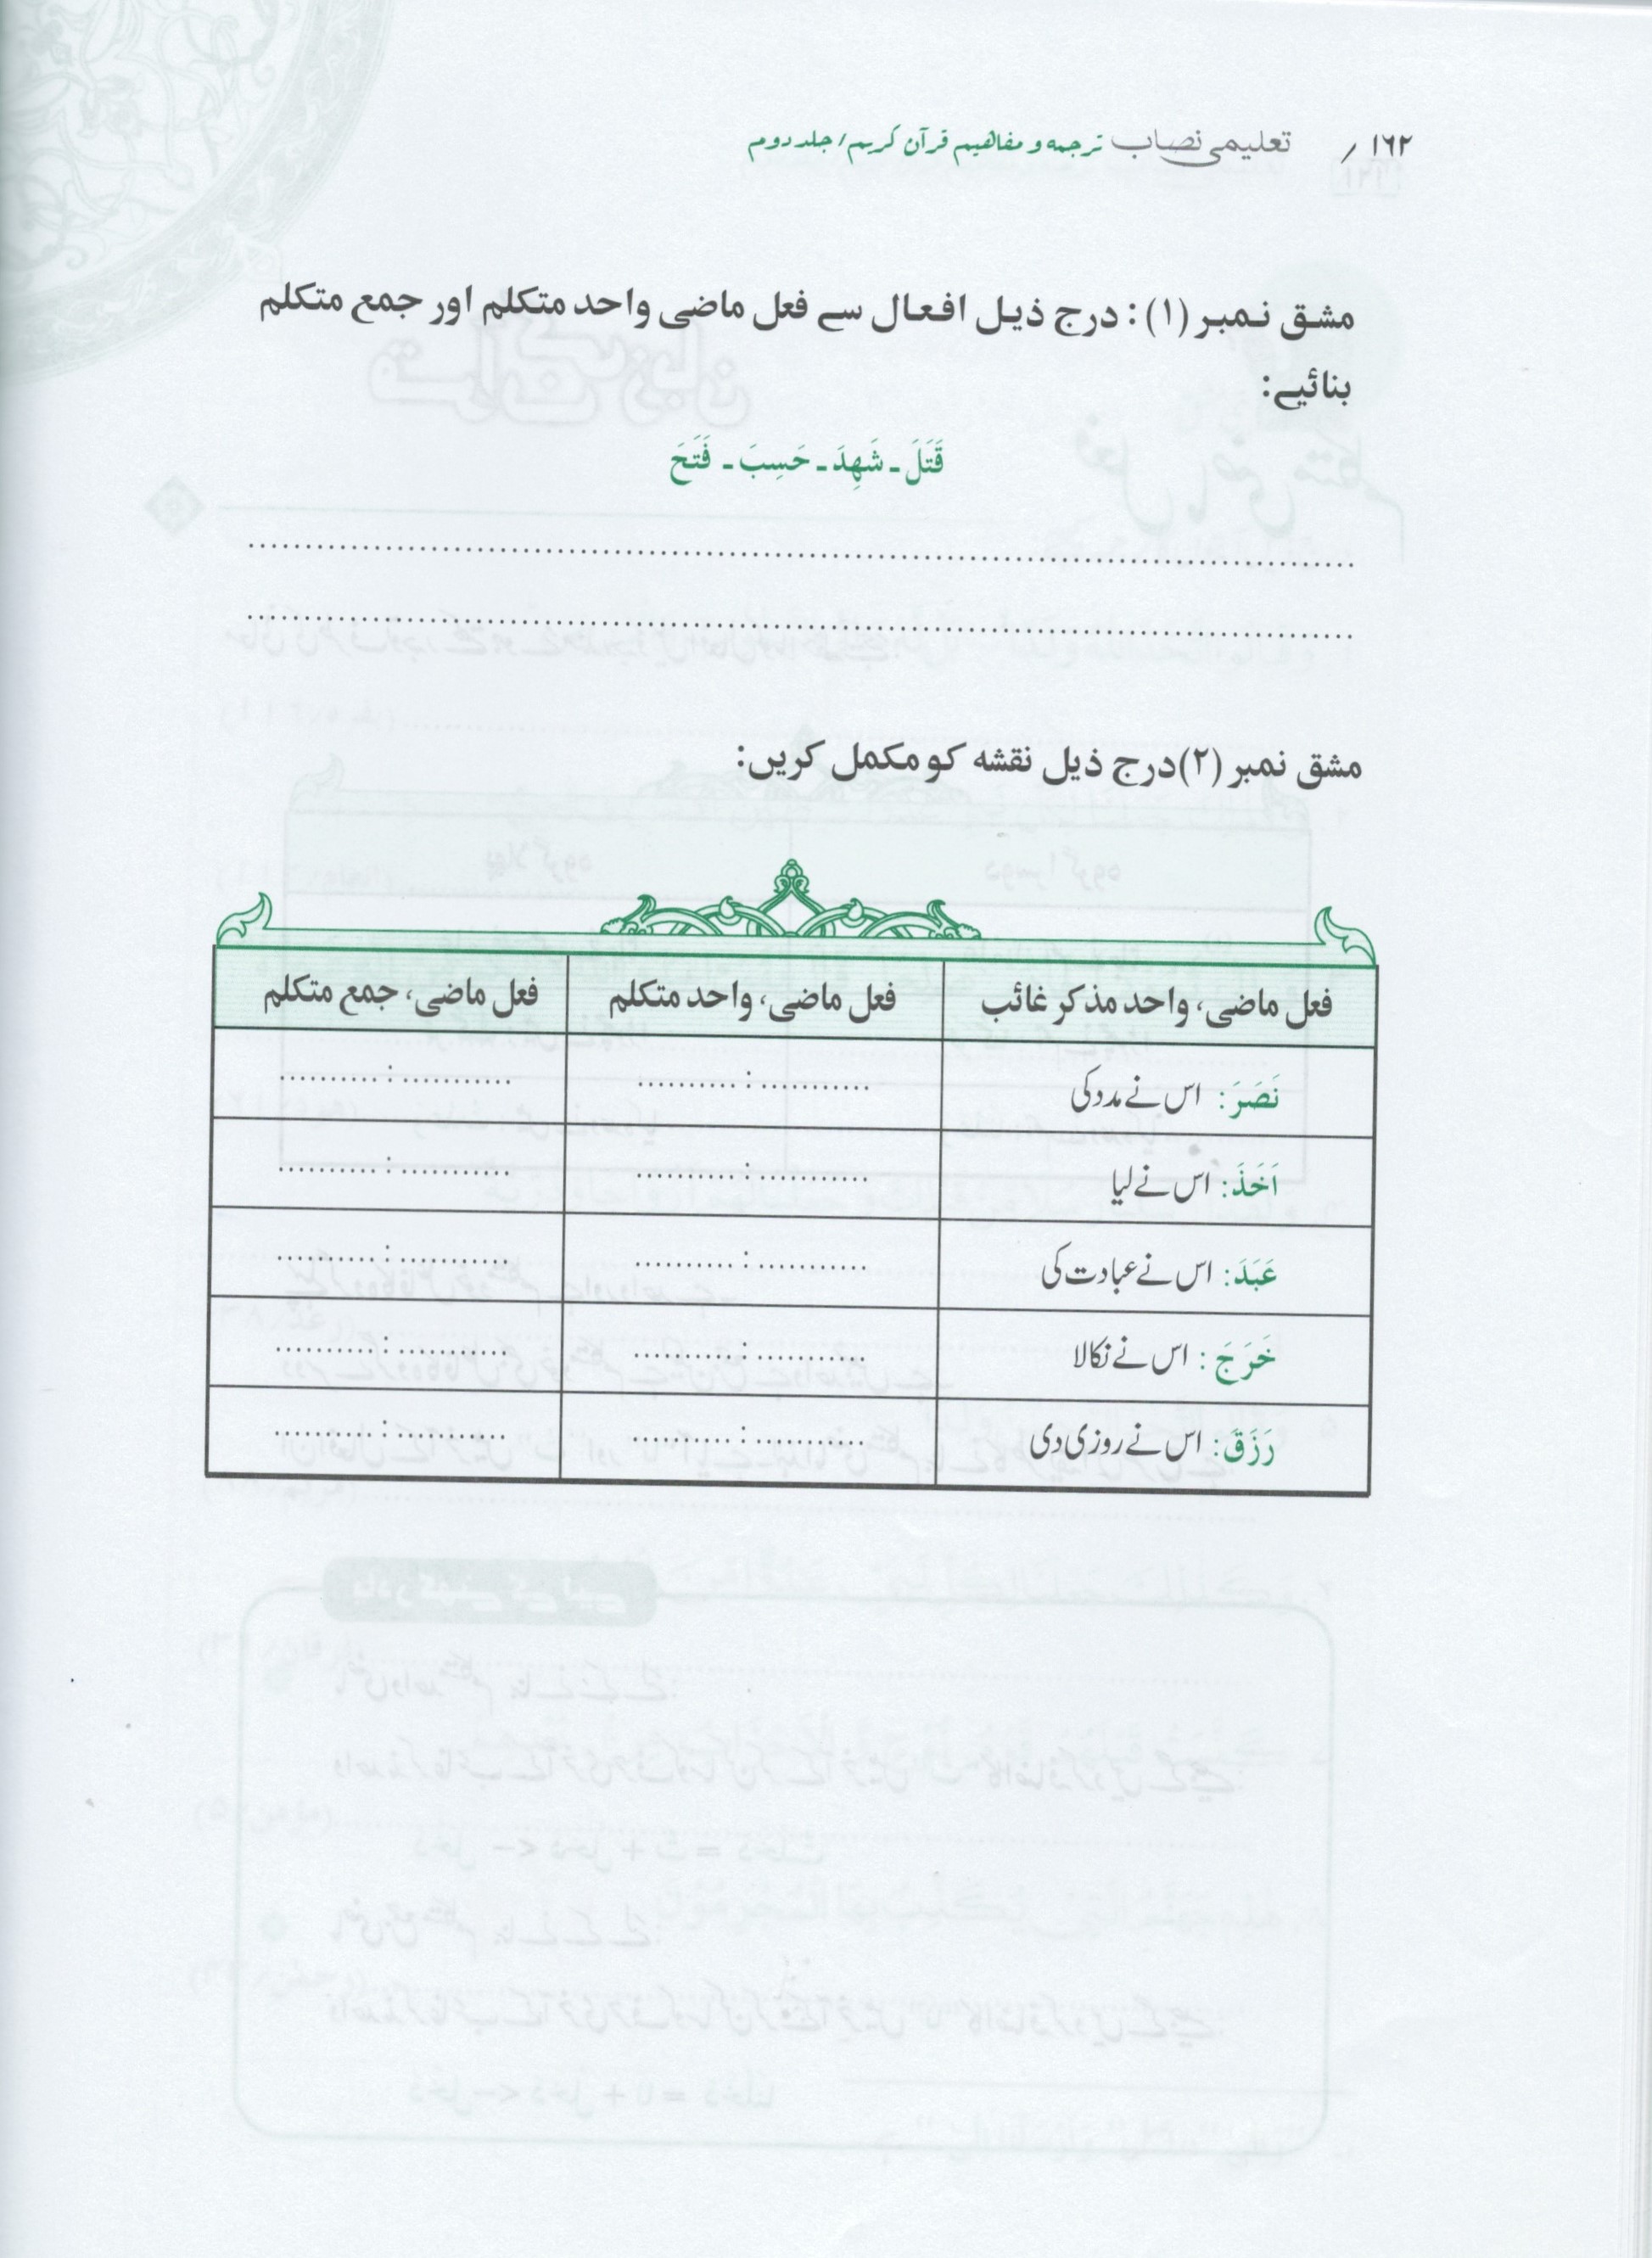 ۱۶۲ / تعلیمی نصاب ترجمہ و مفاہیم قرآن کریم/ جلد دوم
مشق نمبر (۱): درج ذیل افعال سے فعل ماضی واحد متکلم اور جمع متکلم
بنائیے:
قَتَلَ ـ شَهِدَ ـ حَسِبَ ـ فَتَحَ
........................................
........................................
مشق نمبر (۲)درج ذیل نقشہ کو مکمل کریں:
فعل ماضی، واحد مذکر غائب فعل ماضی، واحد متکلم فعل ماضی، جمع متکلم
نَصَرَ: اس نے مدد کی ...........:.......... ...........:..........
اَخَذَ: اس نے لیا ...........:.......... ...........:..........
عَبَدَ: اس نے عبادت کی ...........:.......... ...........:..........
خَرَجَ: اس نے نکالا ...........:.......... ...........:..........
رَزَقَ: اس نے روزی دی ...........:.......... ...........:..........